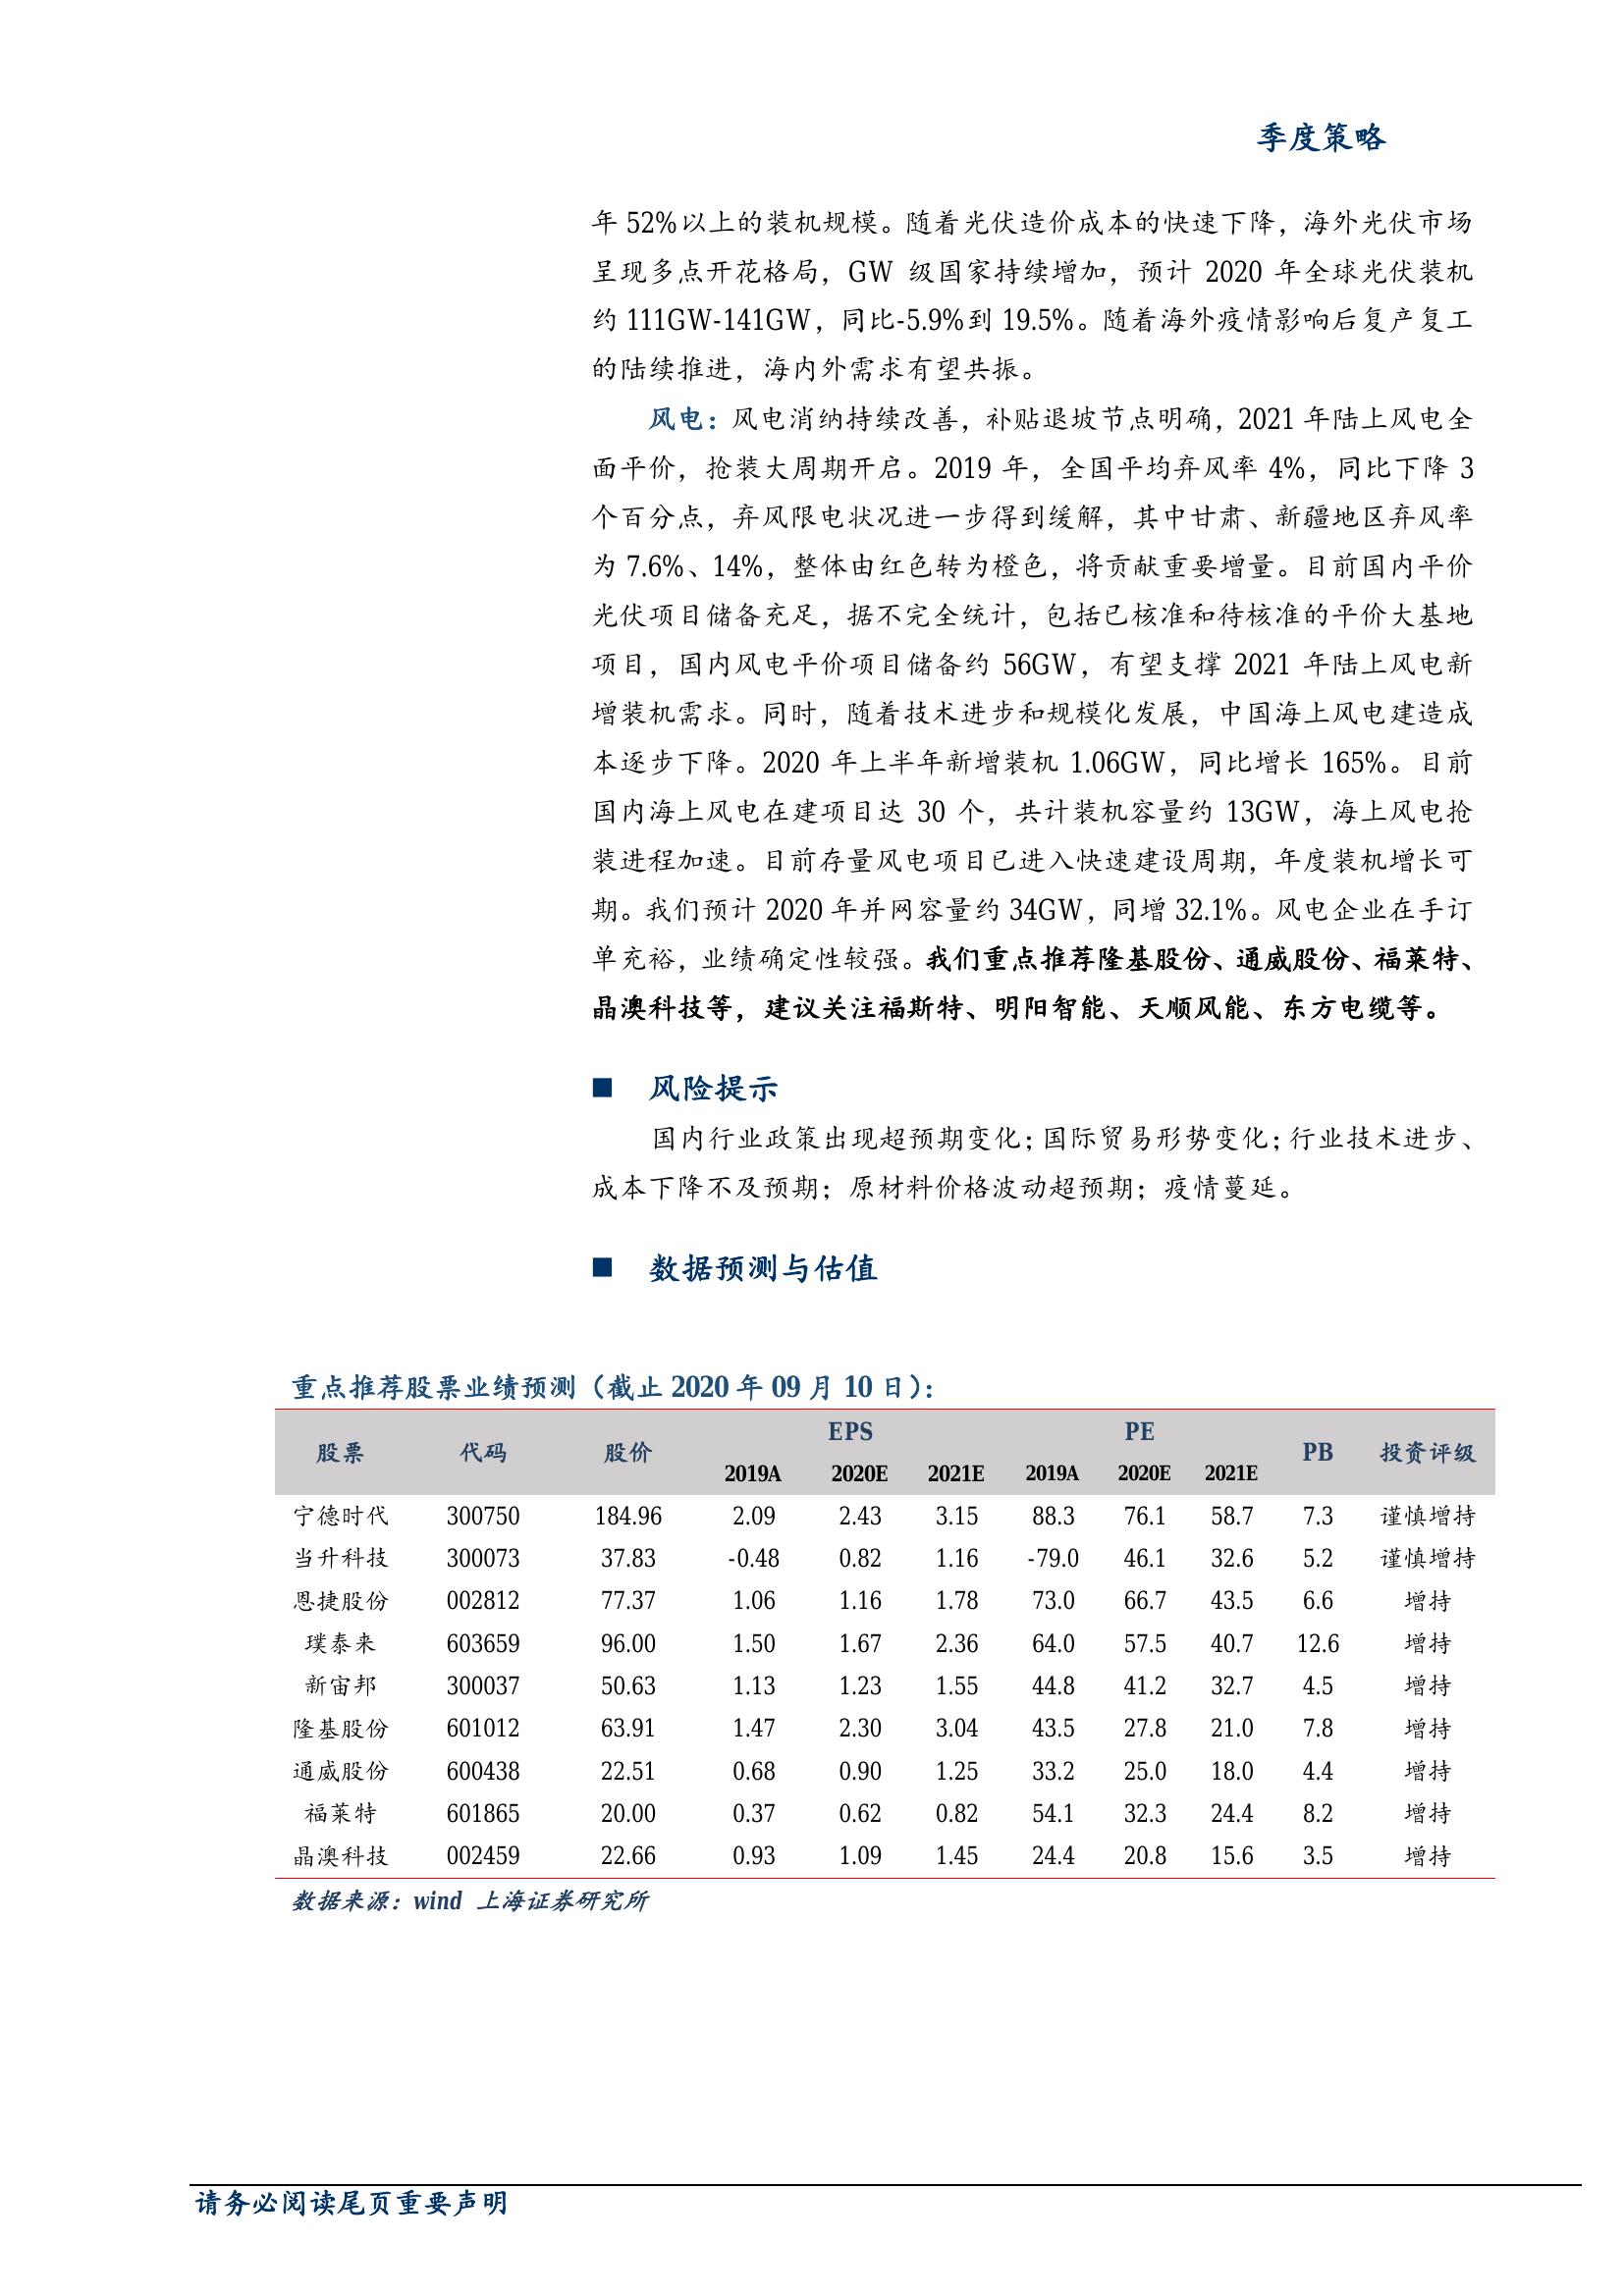 季度策略
年 52%以上的装机规模。随着光伏造价成本的快速下降，海外光伏市场
呈现多点开花格局，GW 级国家持续增加，预计 2020 年全球光伏装机
约 111GW-141GW，同比-5.9%到 19.5%。随着海外疫情影响后复产复工
的陆续推进，海内外需求有望共振。
风电：风电消纳持续改善，补贴退坡节点明确，2021 年陆上风电全
面平价，抢装大周期开启。2019 年，全国平均弃风率 4%，同比下降 3
个百分点，弃风限电状况进一步得到缓解，其中甘肃、新疆地区弃风率
为 7.6%、14%，整体由红色转为橙色，将贡献重要增量。目前国内平价
光伏项目储备充足，据不完全统计，包括已核准和待核准的平价大基地
项目，国内风电平价项目储备约 56GW，有望支撑 2021 年陆上风电新
增装机需求。同时，随着技术进步和规模化发展，中国海上风电建造成
本逐步下降。2020 年上半年新增装机 1.06GW，同比增长 165%。目前
国内海上风电在建项目达 30 个，共计装机容量约 13GW，海上风电抢
装进程加速。目前存量风电项目已进入快速建设周期，年度装机增长可
期。我们预计 2020 年并网容量约 34GW，同增 32.1%。风电企业在手订
单充裕，业绩确定性较强。我们重点推荐隆基股份、通威股份、福莱特、
晶澳科技等，建议关注福斯特、明阳智能、天顺风能、东方电缆等。
■ 风险提示
国内行业政策出现超预期变化；国际贸易形势变化；行业技术进步、
成本下降不及预期；原材料价格波动超预期；疫情蔓延。
■ 数据预测与估值
重点推荐股票业绩预测（截止 2020 年 09 月 10 日）：
股票 代码 股价 EPS PE PB 投资评级
2019A 2020E 2021E 2019A 2020E 2021E
宁德时代 300750 184.96 2.09 2.43 3.15 88.3 76.1 58.7 7.3 谨慎增持
当升科技 300073 37.83 -0.48 0.82 1.16 -79.0 46.1 32.6 5.2 谨慎增持
恩捷股份 002812 77.37 1.06 1.16 1.78 73.0 66.7 43.5 6.6 增持
璞泰来 603659 96.00 1.50 1.67 2.36 64.0 57.5 40.7 12.6 增持
新宙邦 300037 50.63 1.13 1.23 1.55 44.8 41.2 32.7 4.5 增持
隆基股份 601012 63.91 1.47 2.30 3.04 43.5 27.8 21.0 7.8 增持
通威股份 600438 22.51 0.68 0.90 1.25 33.2 25.0 18.0 4.4 增持
福莱特 601865 20.00 0.37 0.62 0.82 54.1 32.3 24.4 8.2 增持
晶澳科技 002459 22.66 0.93 1.09 1.45 24.4 20.8 15.6 3.5 增持
数据来源：wind 上海证券研究所
请务必阅读尾页重要声明